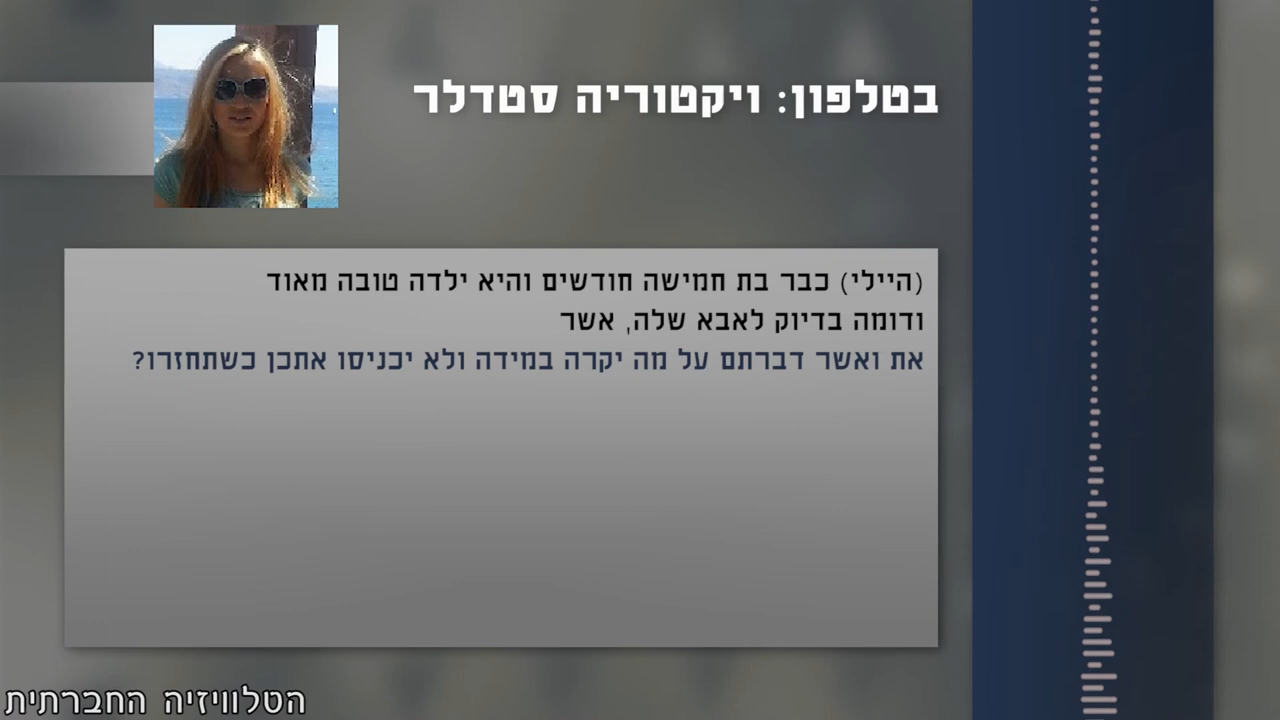 בטלפון: ויקטוריה סטדלר
(היילי) כבר בת חמישה חודשים והיא ילדה טובה מאוד
ודומה בדיוק לאבא שלה, אשר
את ואשר דברתם על מה יקרה במידה ולא יכניסו אתכן כשתחזרו?
הטלוויזיה החברתית